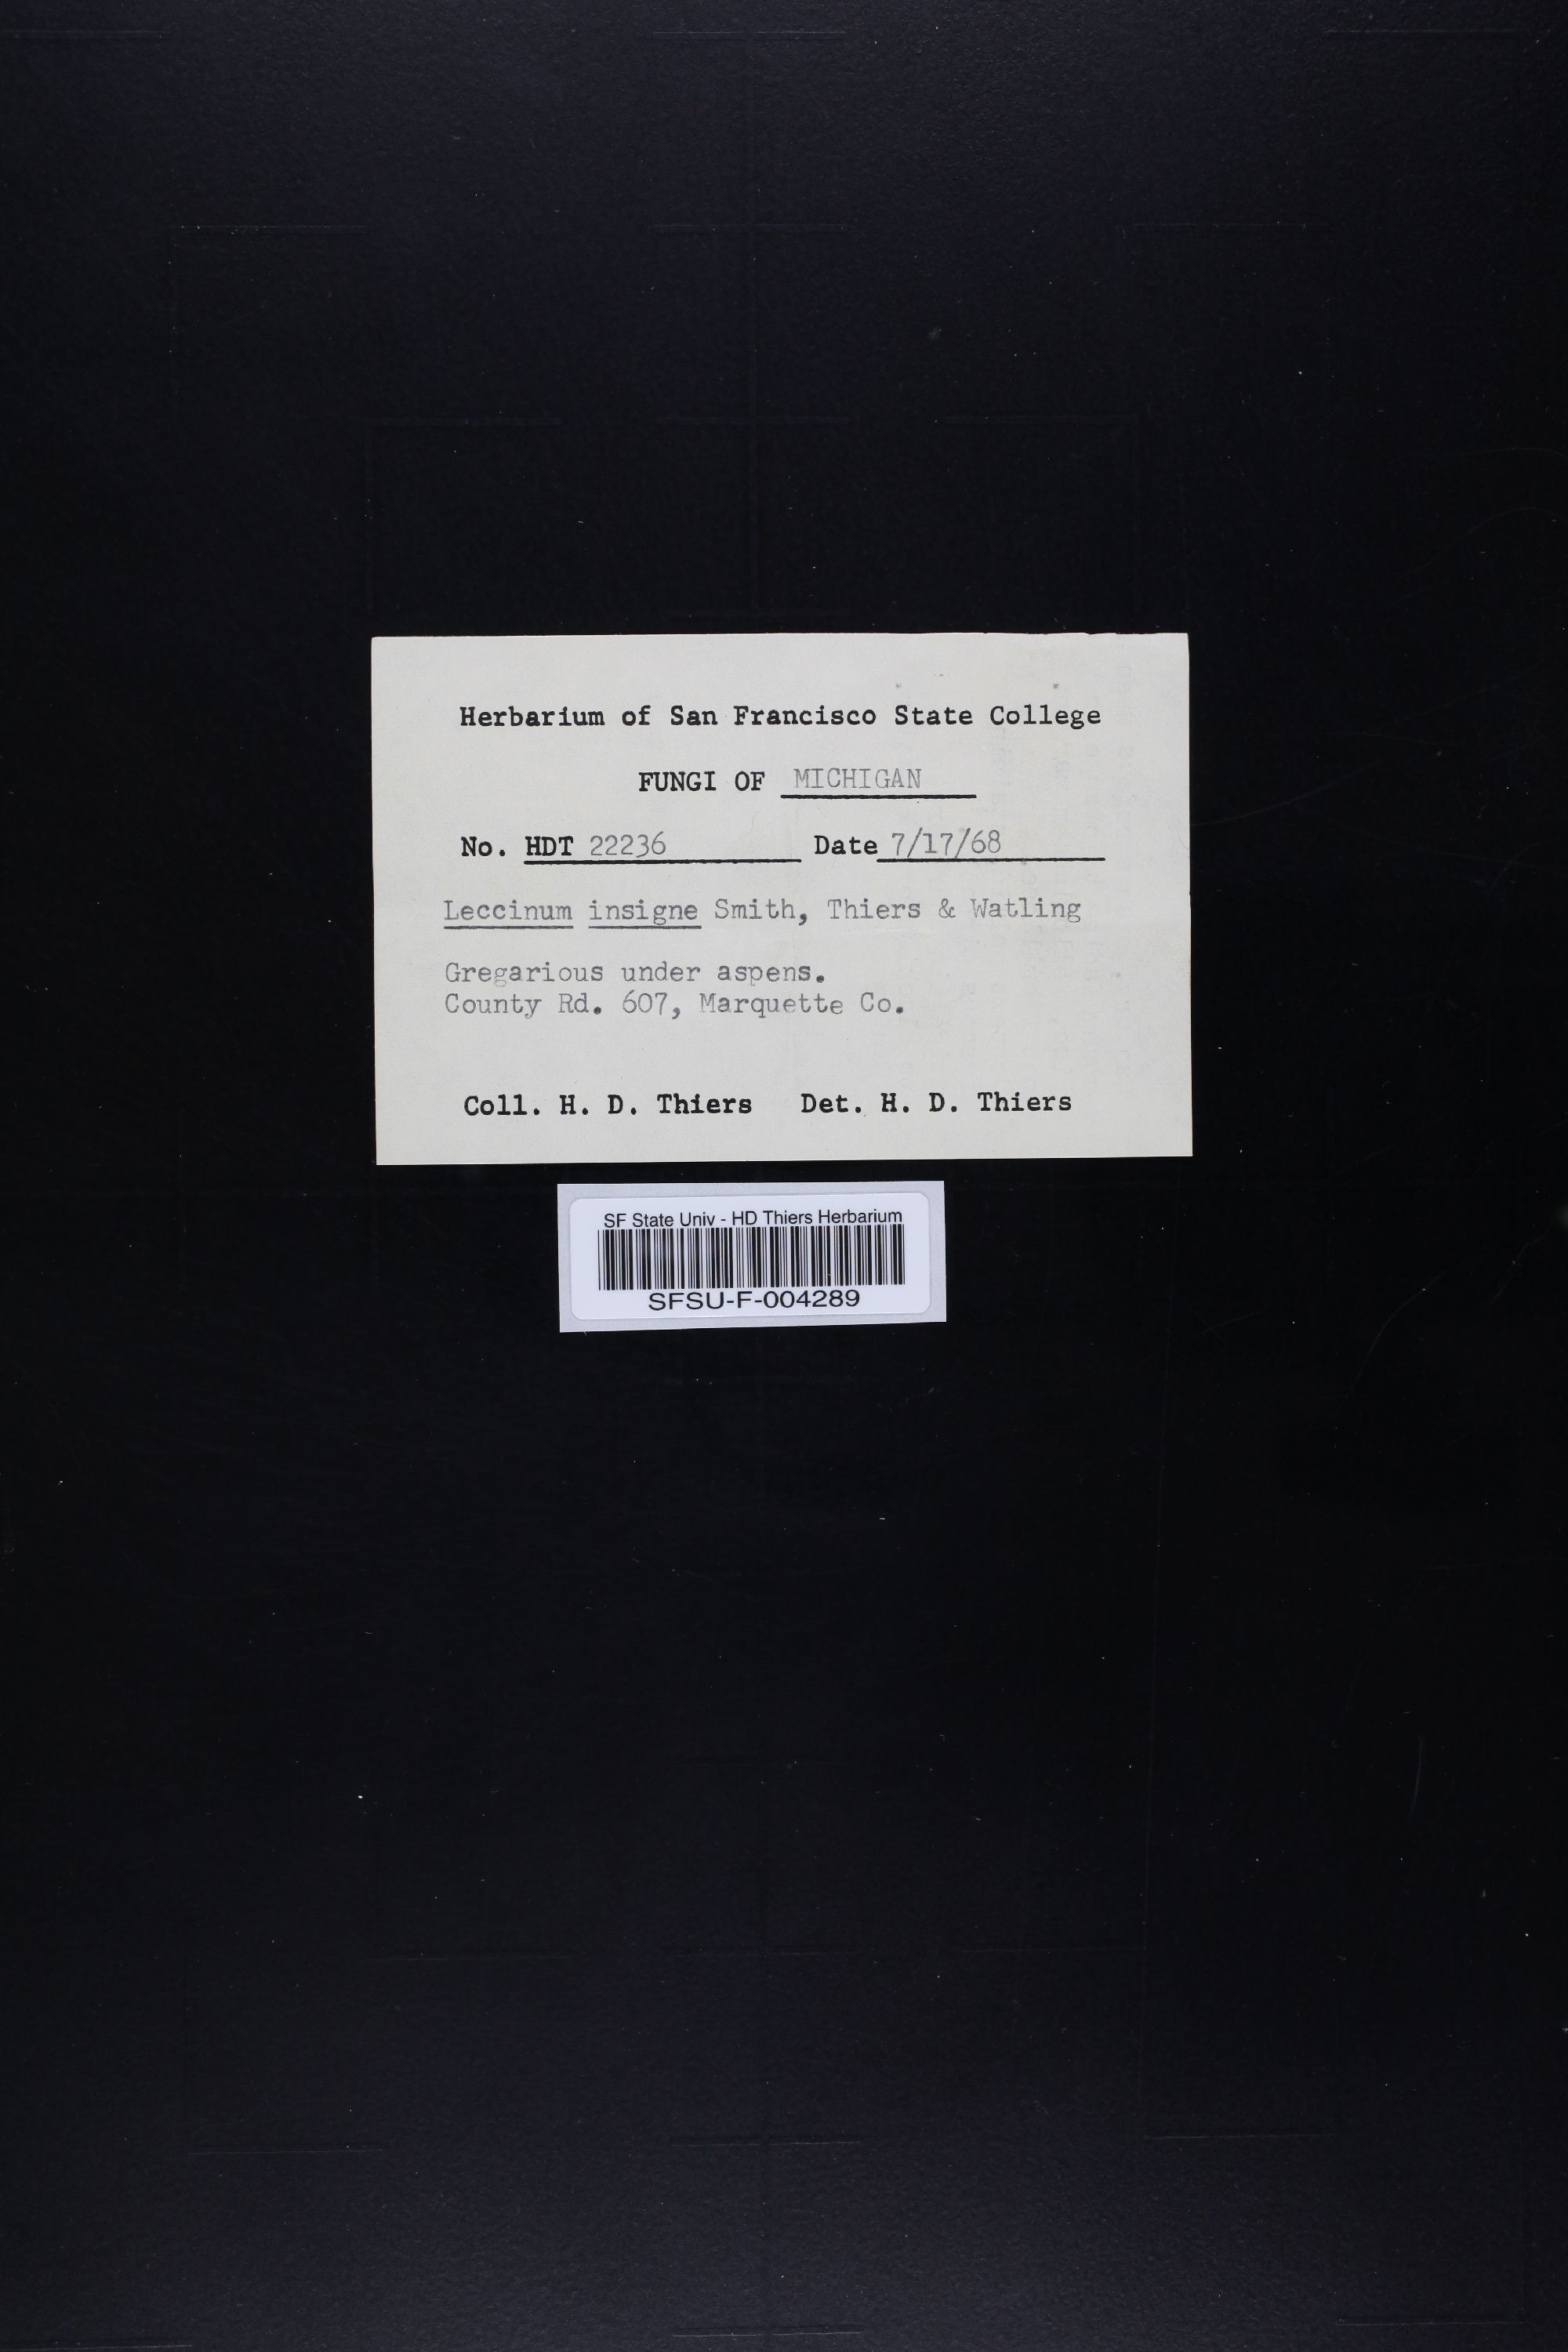 Herbarium of San Francisco State College
FUNGI OF MICHIGAN
No. HDT 22236 Date 7/17/68
Leccinum insigne Smith, Thiers & Watling
Gregarious under aspens.
County Rd. 607, Marquette Co.
Coll. H. D. Thiers Det. H. D. Thiers
SF State Univ - HD Thiers Herbarium
SFSU-F-004289